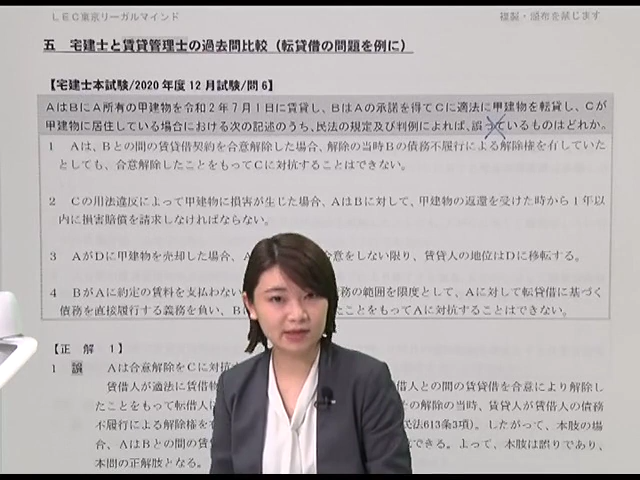 LEC東京リーガルマインド
複製・頒布を禁じます
五 宅建士と賃貸管理士の過去問比較（転貸借の問題を例に）
【宅建士本試験/2020年度12月試験/問6】
AはBにA所有の甲建物を令和2年7月1日に賃貸し、BはAの承諾を得てCに適法に甲建物を転貸し、Cが
甲建物に居住している場合における次の記述のうち、民法の規定及び判例によれば、誤っているものはどれか。
1 Aは、Bとの間の賃貸借契約を合意解除した場合、解除の当時Bの債務不履行による解除権を有していた
としても、合意解除したことをもってCに対抗することはできない。
2 Cの用法違反によって甲建物に損害が生じた場合、AはBに対して、甲建物の返還を受けた時から1年以
内に損害賠償を請求しなければならない。
3 AがDに甲建物を売却した場合、A 合意をしない限り、賃貸人の地位はDに移転する。
4 BがAに約定の賃料を支払わない 務の範囲を限度として、Aに対して転貸借に基づく
債務を直接履行する義務を負い、B たことをもってAに対抗することはできない。
【正 解 1】
1 誤 Aは合意解除をCに対抗
賃貸人が適法に賃借物 借人との間の賃貸借を合意により解除し
たことをもって転借人に の解除の当時、賃貸人が賃借人の債務
不履行による解除権を 民法613条3項）。したがって、本肢の場
合、AはBとの間の賃 できる。よって、本肢は誤りであり、
本問の正解肢となる。